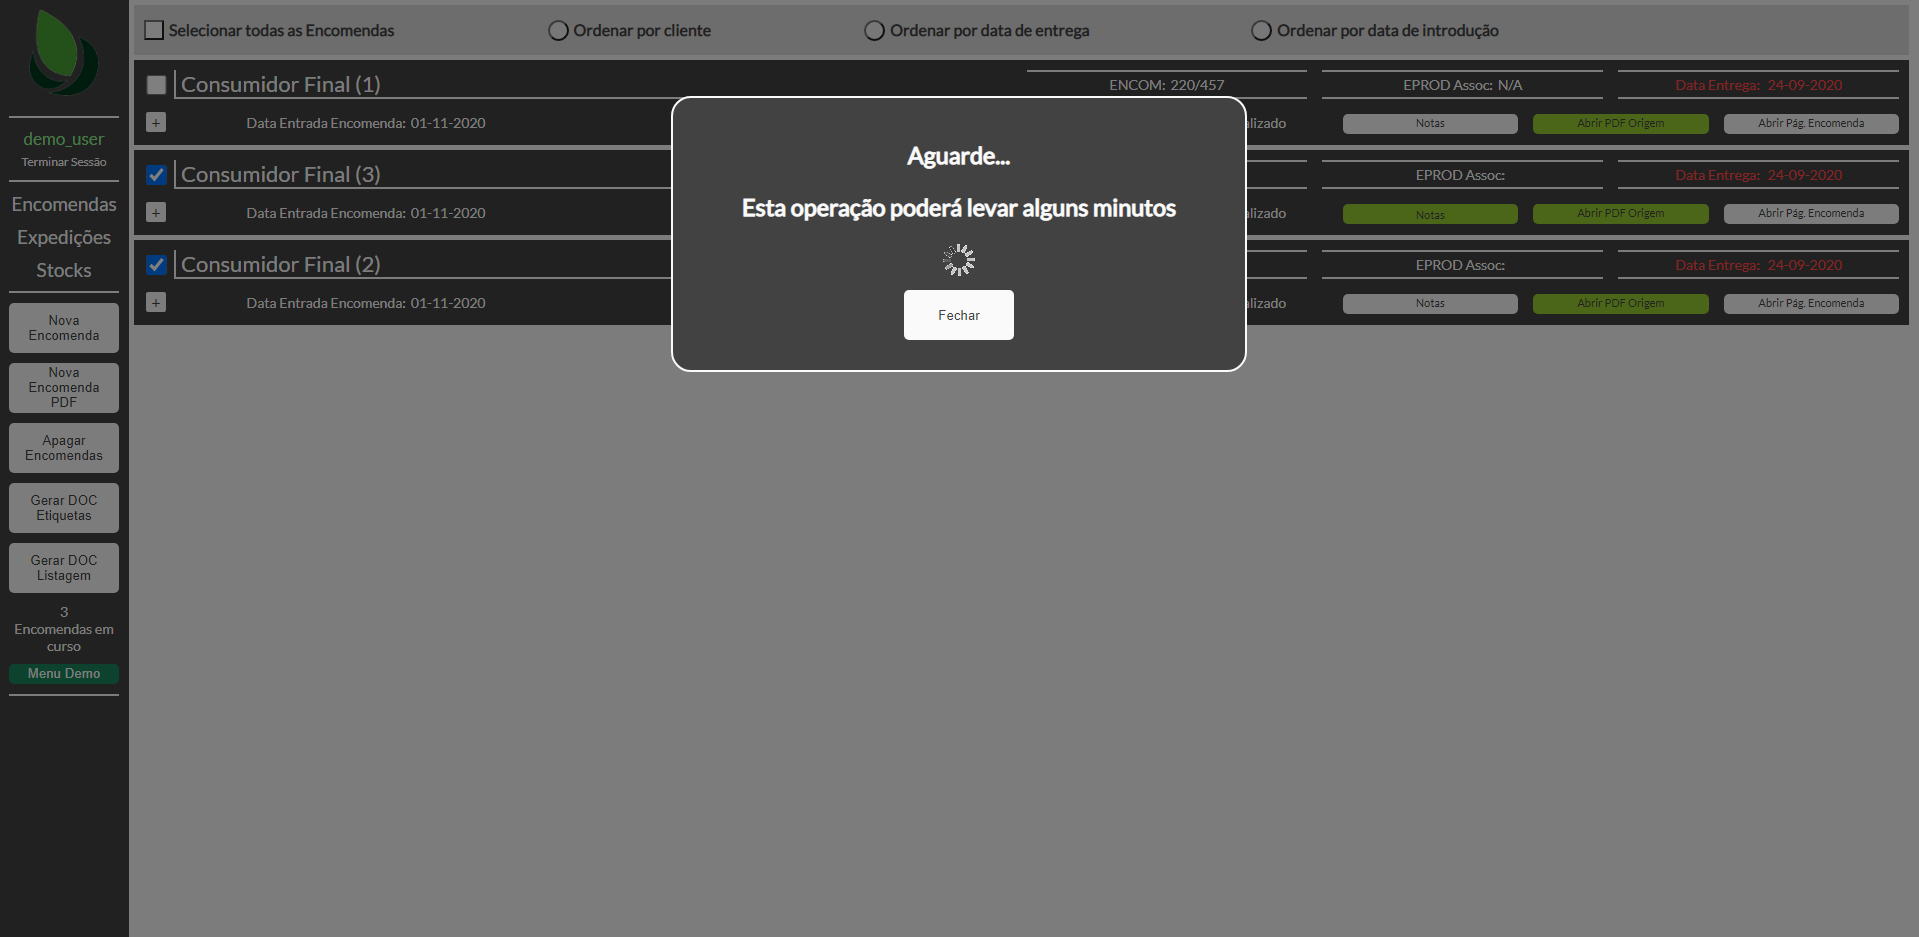 Selecionar todas as Encomendas
Ordenar por cliente
Ordenar por data de entrega
Ordenar por data de introdução
demo_user
Terminar Sessão
Encomendas
Expedições
Stocks
Nova
Encomenda
Nova
Encomenda
PDF
Apagar
Encomendas
Gerar DOC
Etiquetas
Gerar DOC
Listagem
3
Encomendas em
curso
Menu Demo
Consumidor Final (1)
ENCOM: 220/457
EPROD Assoc: N/A
Data Entrega: 24-09-2020
+
Data Entrada Encomenda: 01-11-2020
alizado
Notas
Abrir PDF Origem
Abrir Pág. Encomenda
Consumidor Final (3)
EPROD Assoc:
Data Entrega: 24-09-2020
+
Data Entrada Encomenda: 01-11-2020
alizado
Notas
Abrir PDF Origem
Abrir Pág. Encomenda
Consumidor Final (2)
EPROD Assoc:
Data Entrega: 24-09-2020
+
Data Entrada Encomenda: 01-11-2020
alizado
Notas
Abrir PDF Origem
Abrir Pág. Encomenda
Aguarde...
Esta operação poderá levar alguns minutos
Fechar